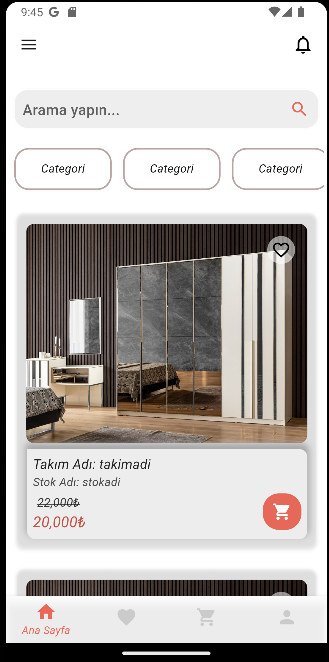 9:45
Arama yapın...
Categori
Categori
Categori
Takım Adı: takimadi
Stok Adı: stokadi
22,000₺
20,000₺
Ana Sayfa